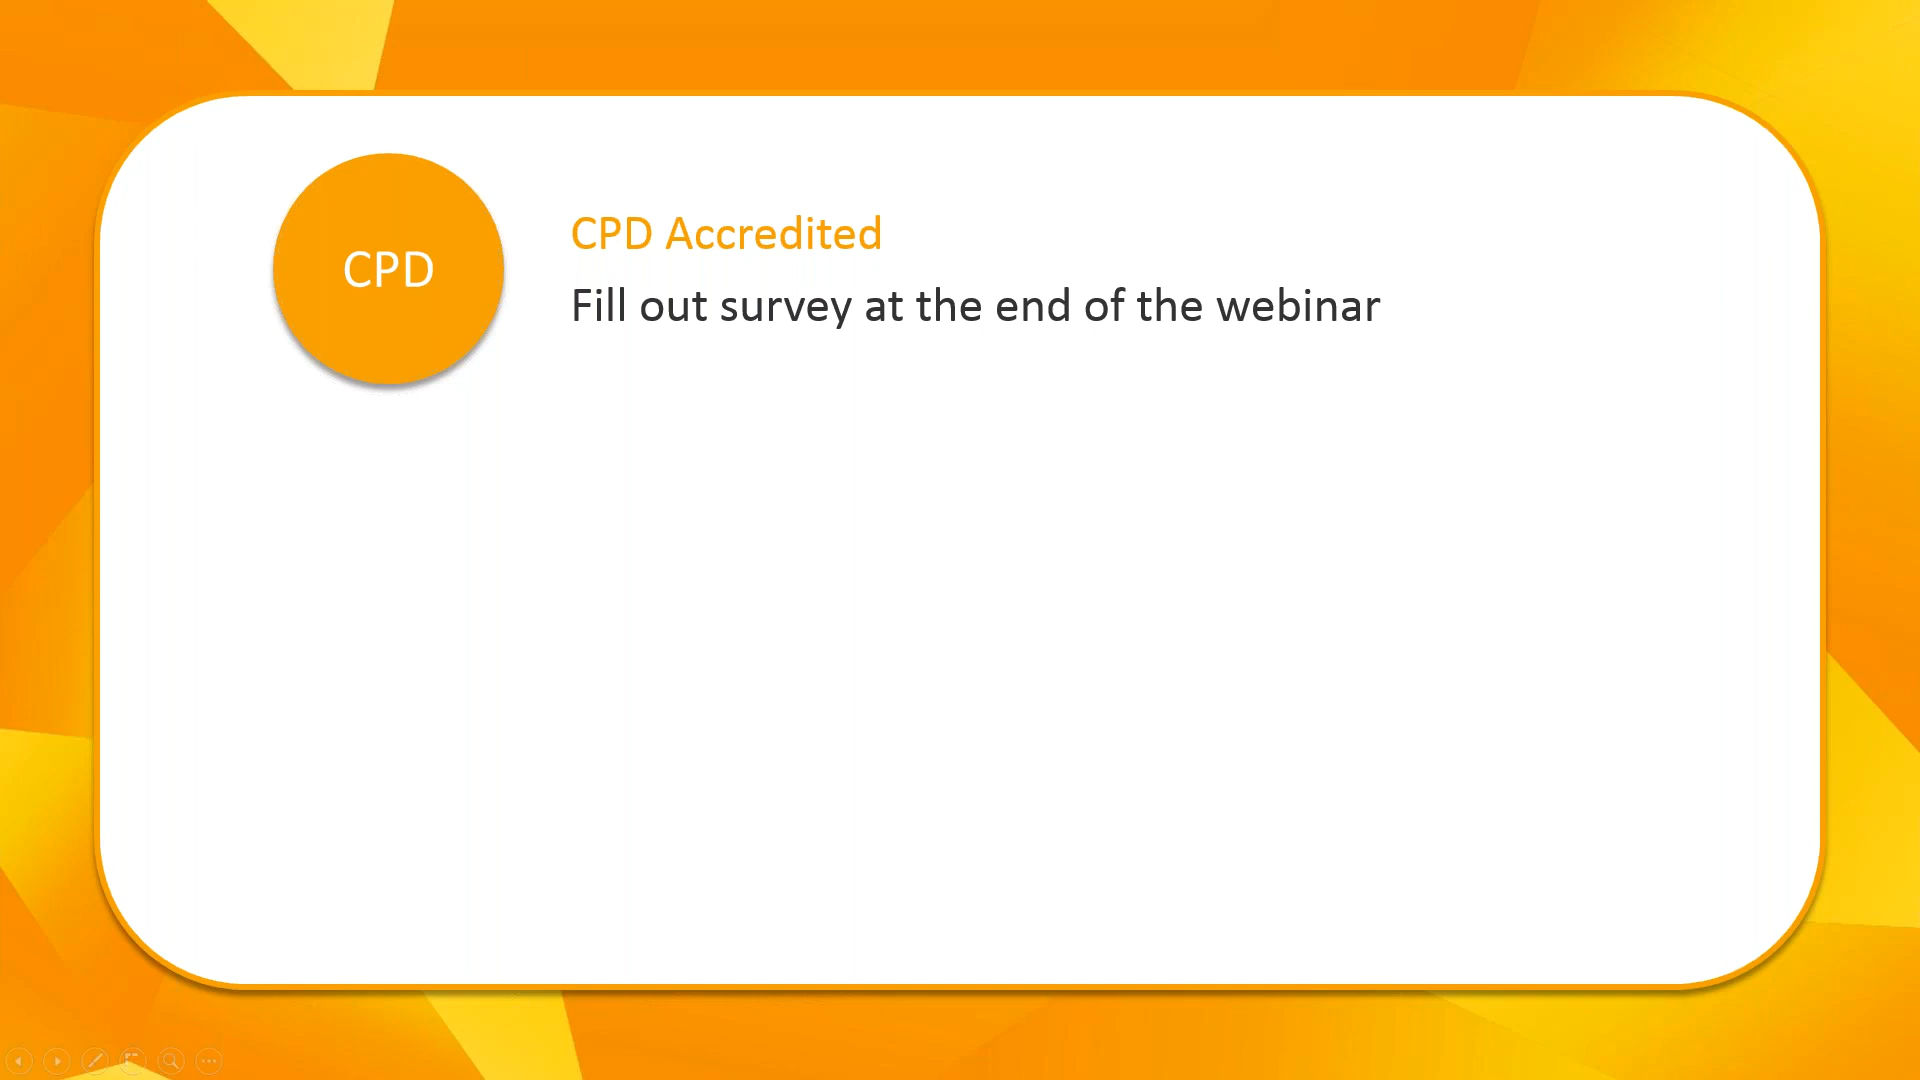 CPD
CPD Accredited
Fill out survey at the end of the webinar